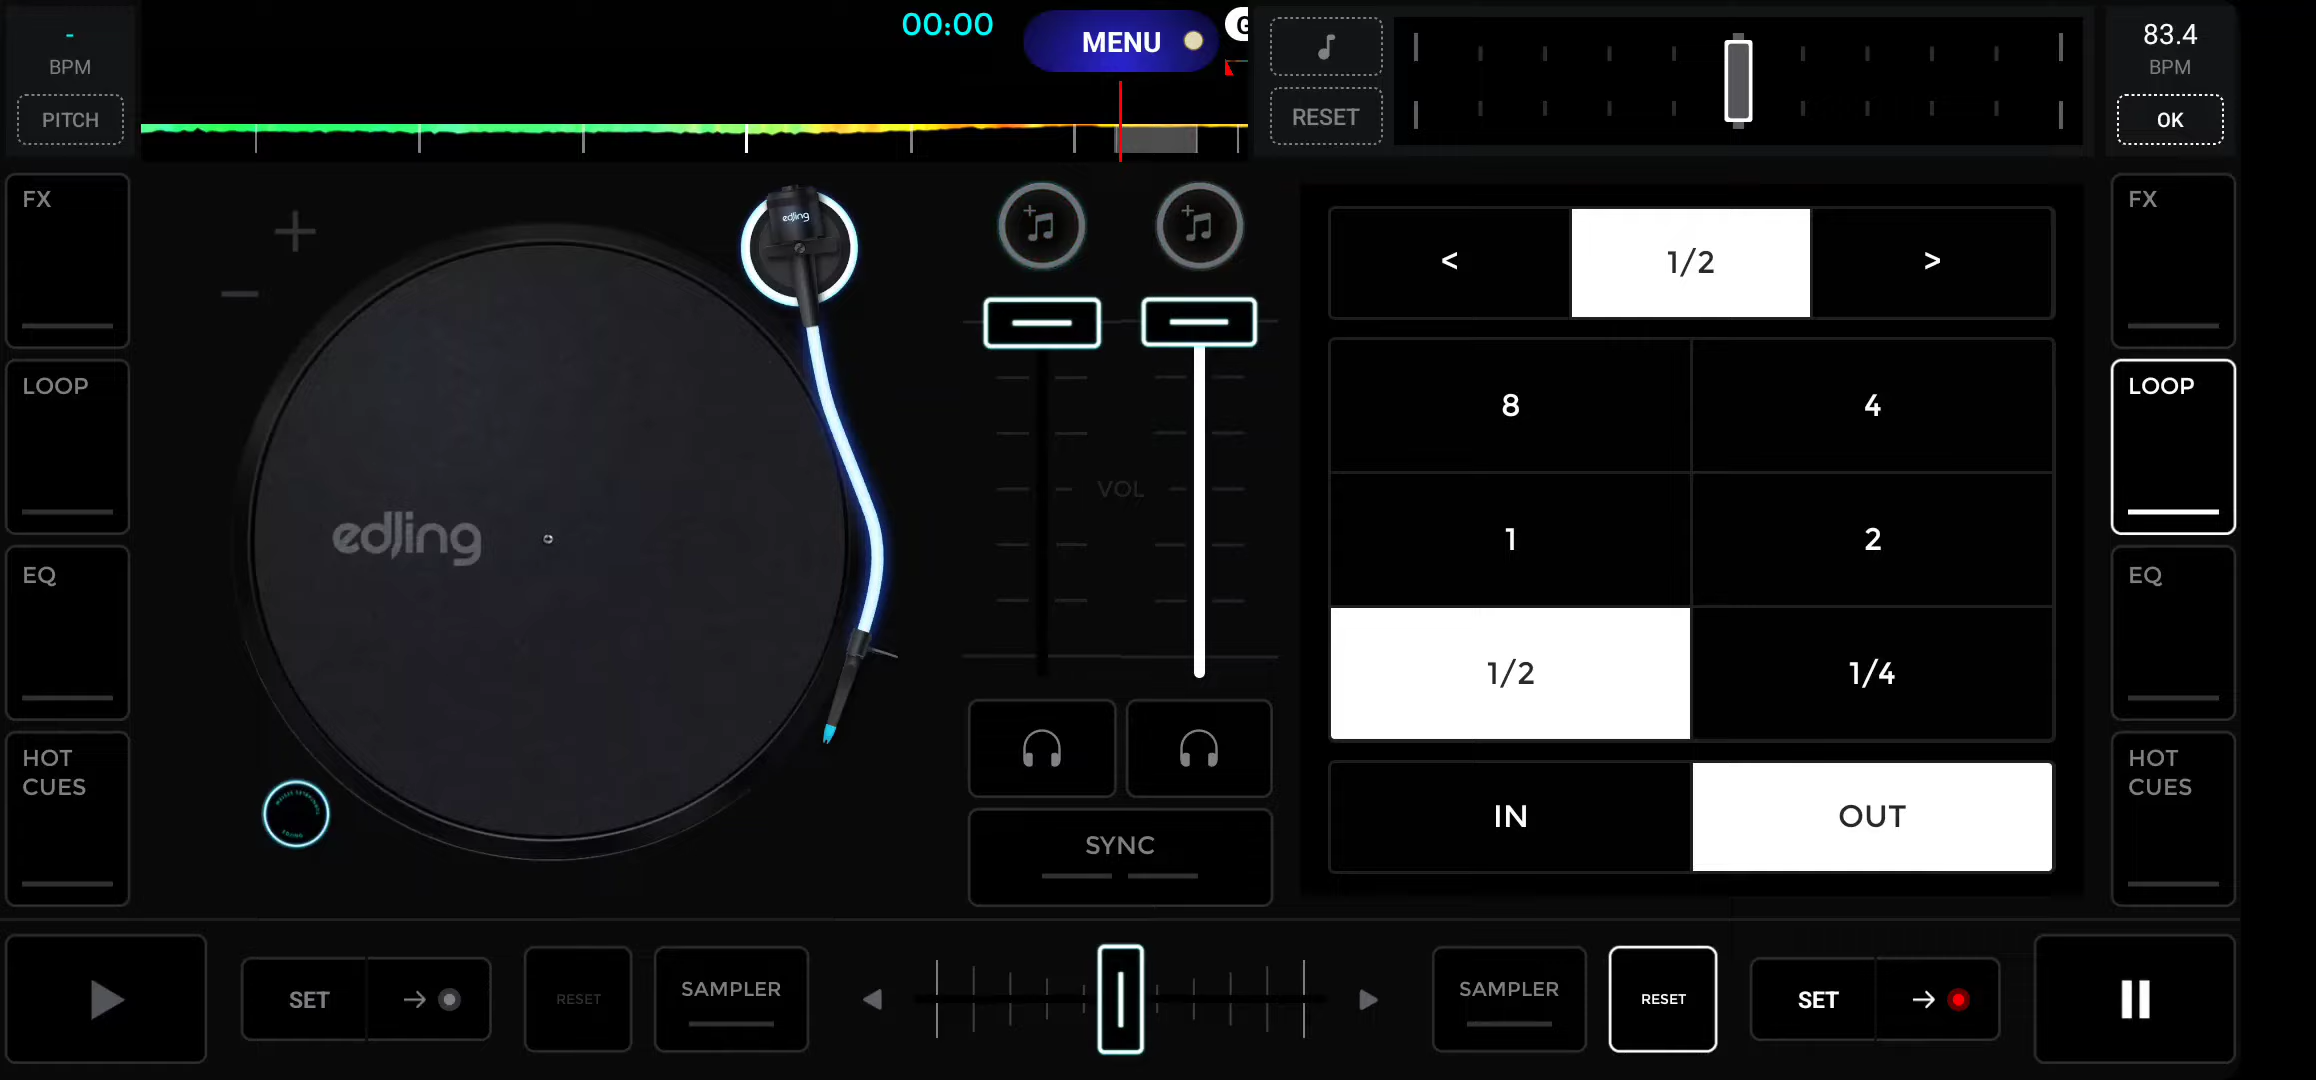 -
BPM
PITCH
00:00
MENU
G
RESET
83.4
BPM
OK
FX
LOOP
EQ
HOT
CUES
edjing
edjing
VOL
SYNC
< 1/2 >
8 4
1 2
1/2 1/4
IN OUT
FX
LOOP
EQ
HOT
CUES
SET
RESET
SAMPLER
SAMPLER
RESET
SET